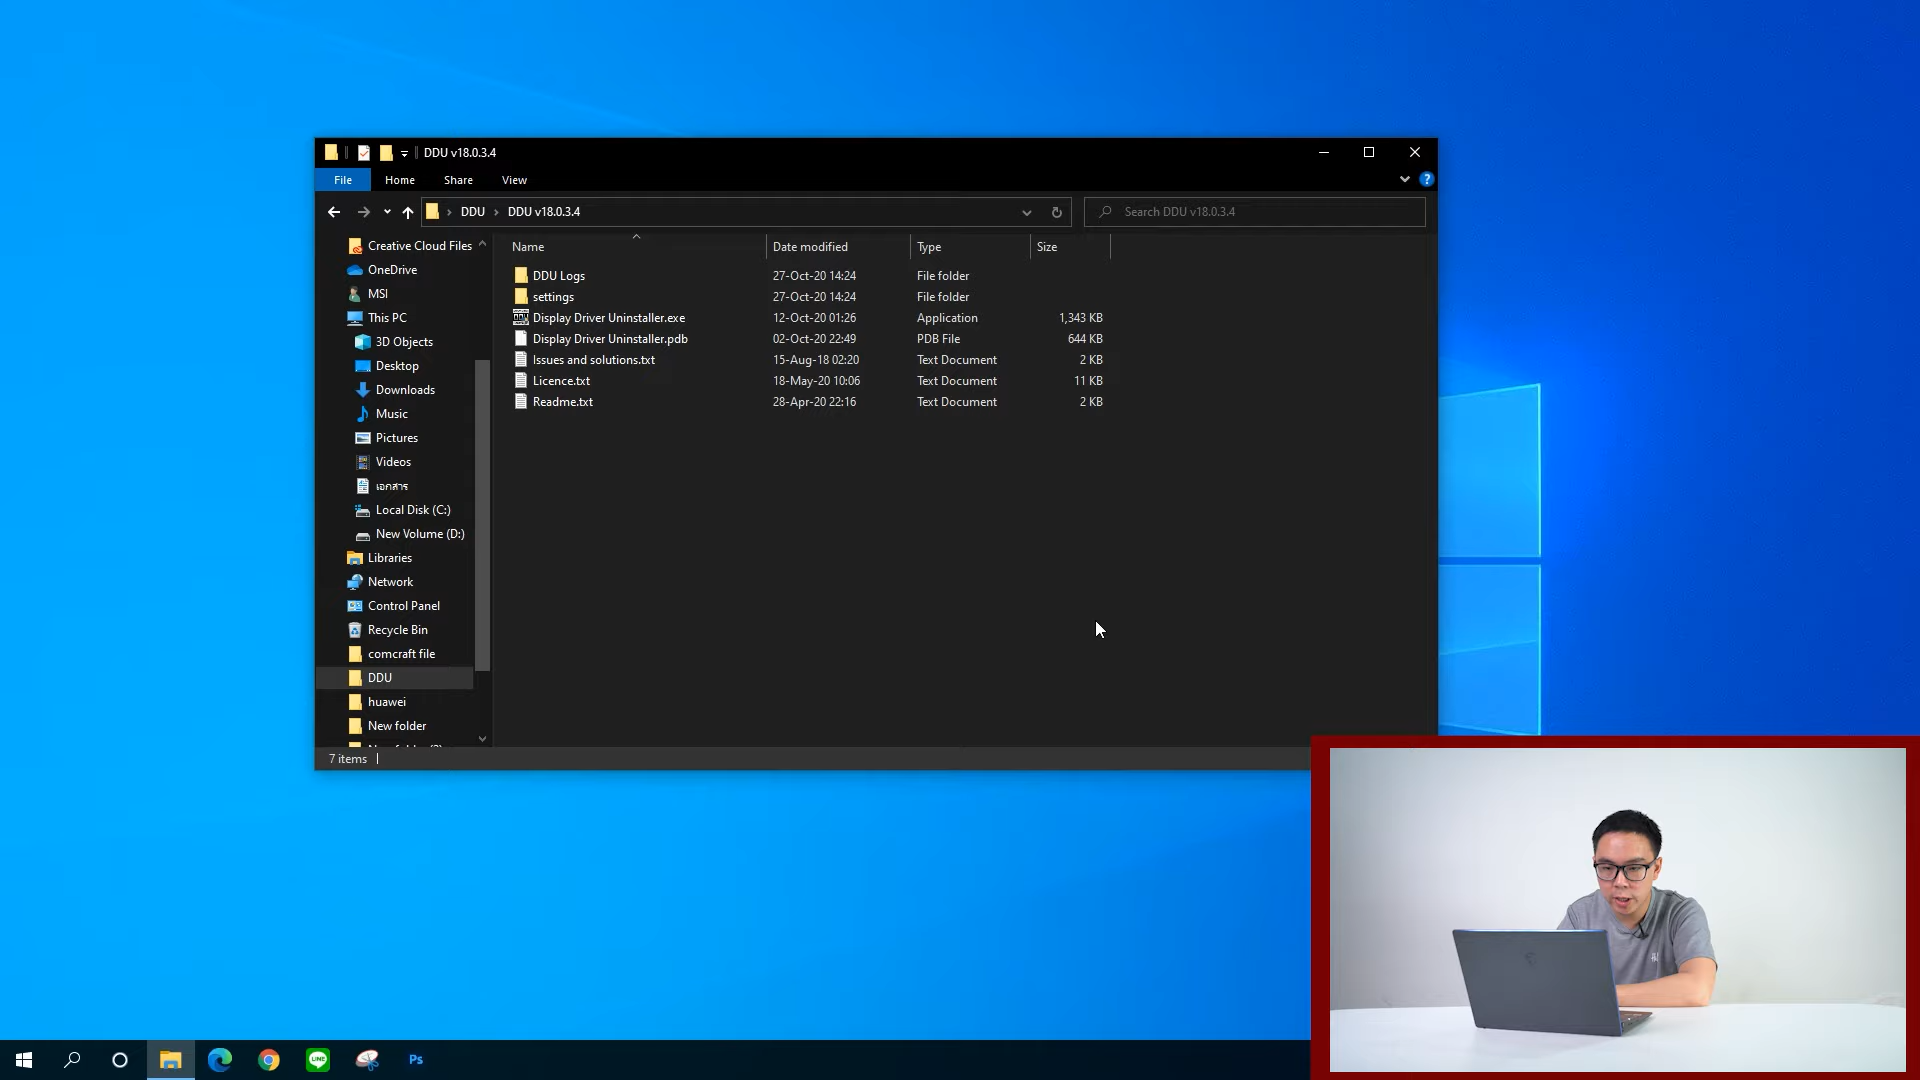 DDU v18.0.3.4
File Home Share View
DDU DDU v18.0.3.4
Search DDU v18.0.3.4
Name Date modified Type Size
DDU Logs 27-Oct-20 14:24 File folder
settings 27-Oct-20 14:24 File folder
Display Driver Uninstaller.exe 12-Oct-20 01:26 Application 1,343 KB
Display Driver Uninstaller.pdb 02-Oct-20 22:49 PDB File 644 KB
Issues and solutions.txt 15-Aug-18 02:20 Text Document 2 KB
Licence.txt 18-May-20 10:06 Text Document 11 KB
Readme.txt 28-Apr-20 22:16 Text Document 2 KB
Creative Cloud Files
OneDrive
MSI
This PC
3D Objects
Desktop
Downloads
Music
Pictures
Videos
เอกสาร
Local Disk (C:)
New Volume (D:)
Libraries
Network
Control Panel
Recycle Bin
comcraft file
DDU
huawei
New folder
7 items
LINE
Ps